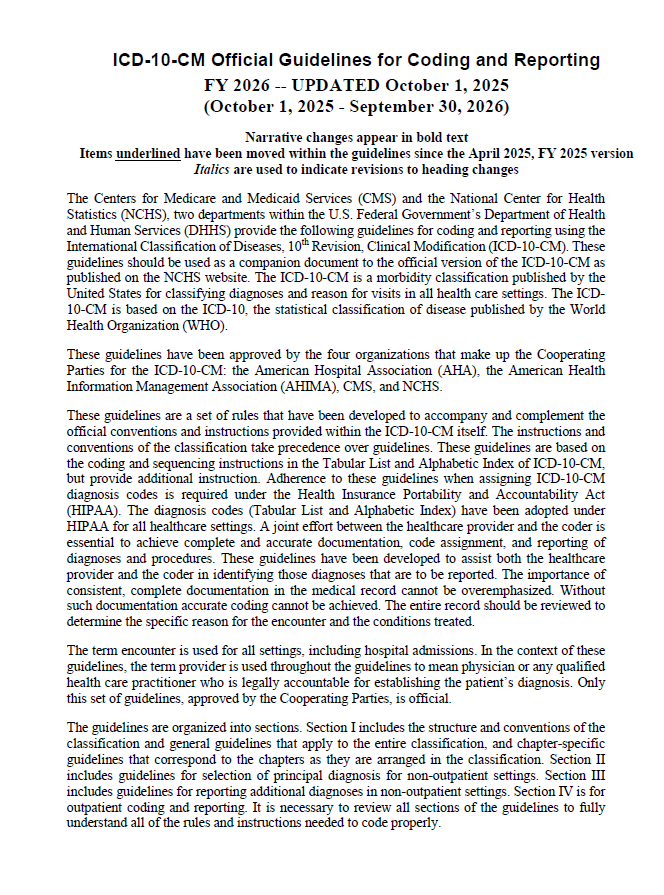 ICD-10-CM Official Guidelines for Coding and Reporting
FY 2026 -- UPDATED October 1, 2025
(October 1, 2025 - September 30, 2026)
Narrative changes appear in bold text
Items underlined have been moved within the guidelines since the April 2025, FY 2025 version
Italics are used to indicate revisions to heading changes
The Centers for Medicare and Medicaid Services (CMS) and the National Center for Health
Statistics (NCHS), two departments within the U.S. Federal Government's Department of Health
and Human Services (DHHS) provide the following guidelines for coding and reporting using the
International Classification of Diseases, 10th Revision, Clinical Modification (ICD-10-CM). These
guidelines should be used as a companion document to the official version of the ICD-10-CM as
published on the NCHS website. The ICD-10-CM is a morbidity classification published by the
United States for classifying diagnoses and reason for visits in all health care settings. The ICD-
10-CM is based on the ICD-10, the statistical classification of disease published by the World
Health Organization (WHO).
These guidelines have been approved by the four organizations that make up the Cooperating
Parties for the ICD-10-CM: the American Hospital Association (AHA), the American Health
Information Management Association (AHIMA), CMS, and NCHS.
These guidelines are a set of rules that have been developed to accompany and complement the
official conventions and instructions provided within the ICD-10-CM itself. The instructions and
conventions of the classification take precedence over guidelines. These guidelines are based on
the coding and sequencing instructions in the Tabular List and Alphabetic Index of ICD-10-CM,
but provide additional instruction. Adherence to these guidelines when assigning ICD-10-CM
diagnosis codes is required under the Health Insurance Portability and Accountability Act
(HIPAA). The diagnosis codes (Tabular List and Alphabetic Index) have been adopted under
HIPAA for all healthcare settings. A joint effort between the healthcare provider and the coder is
essential to achieve complete and accurate documentation, code assignment, and reporting of
diagnoses and procedures. These guidelines have been developed to assist both the healthcare
provider and the coder in identifying those diagnoses that are to be reported. The importance of
consistent, complete documentation in the medical record cannot be overemphasized. Without
such documentation accurate coding cannot be achieved. The entire record should be reviewed to
determine the specific reason for the encounter and the conditions treated.
The term encounter is used for all settings, including hospital admissions. In the context of these
guidelines, the term provider is used throughout the guidelines to mean physician or any qualified
health care practitioner who is legally accountable for establishing the patient's diagnosis. Only
this set of guidelines, approved by the Cooperating Parties, is official.
The guidelines are organized into sections. Section I includes the structure and conventions of the
classification and general guidelines that apply to the entire classification, and chapter-specific
guidelines that correspond to the chapters as they are arranged in the classification. Section II
includes guidelines for selection of principal diagnosis for non-outpatient settings. Section III
includes guidelines for reporting additional diagnoses in non-outpatient settings. Section IV is for
outpatient coding and reporting. It is necessary to review all sections of the guidelines to fully
understand all of the rules and instructions needed to code properly.